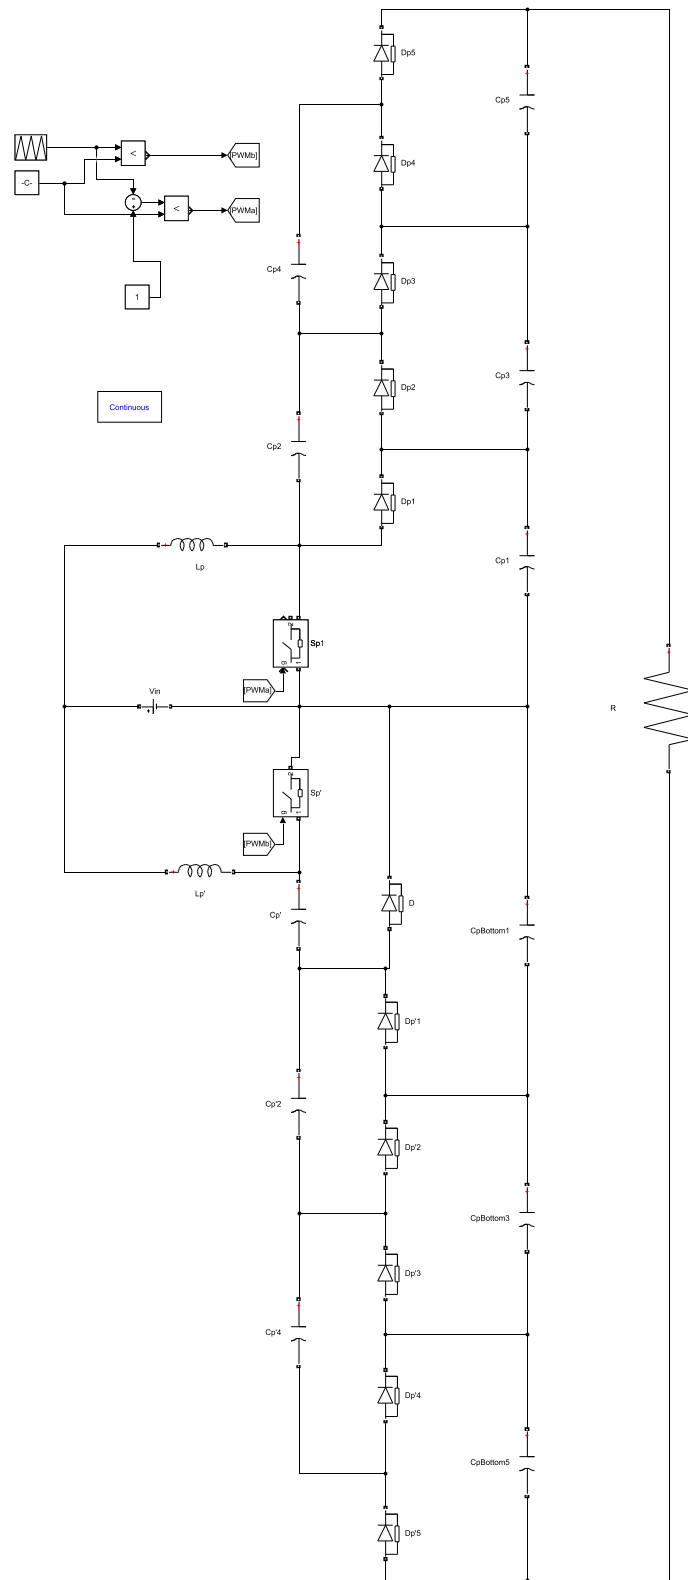 Dp5
Cp5
<
[PWMb]
Dp4
-C-
<
[PWMa]
Cp4
Dp3
1
Cp3
Dp2
Continuous
Cp2
Dp1
Cp1
Lp
Sp1
[PWMa]
Vin
R
Sp'
[PWMb]
Lp'
D
Cp'
CpBottom1
Dp'1
Cp'2
Dp'2
CpBottom3
Dp'3
Cp'4
Dp'4
CpBottom5
Dp'5